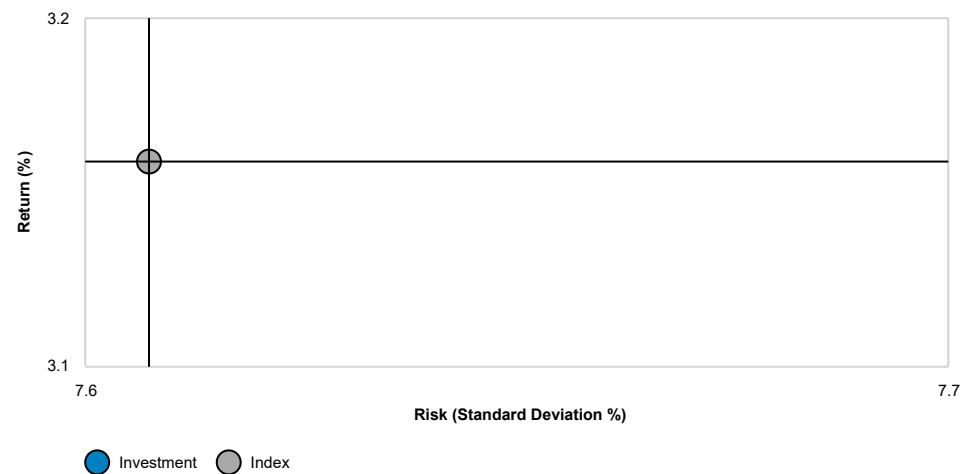 3.2
Return (%)
3.1
7.6 7.7
Risk (Standard Deviation %)
Investment Index